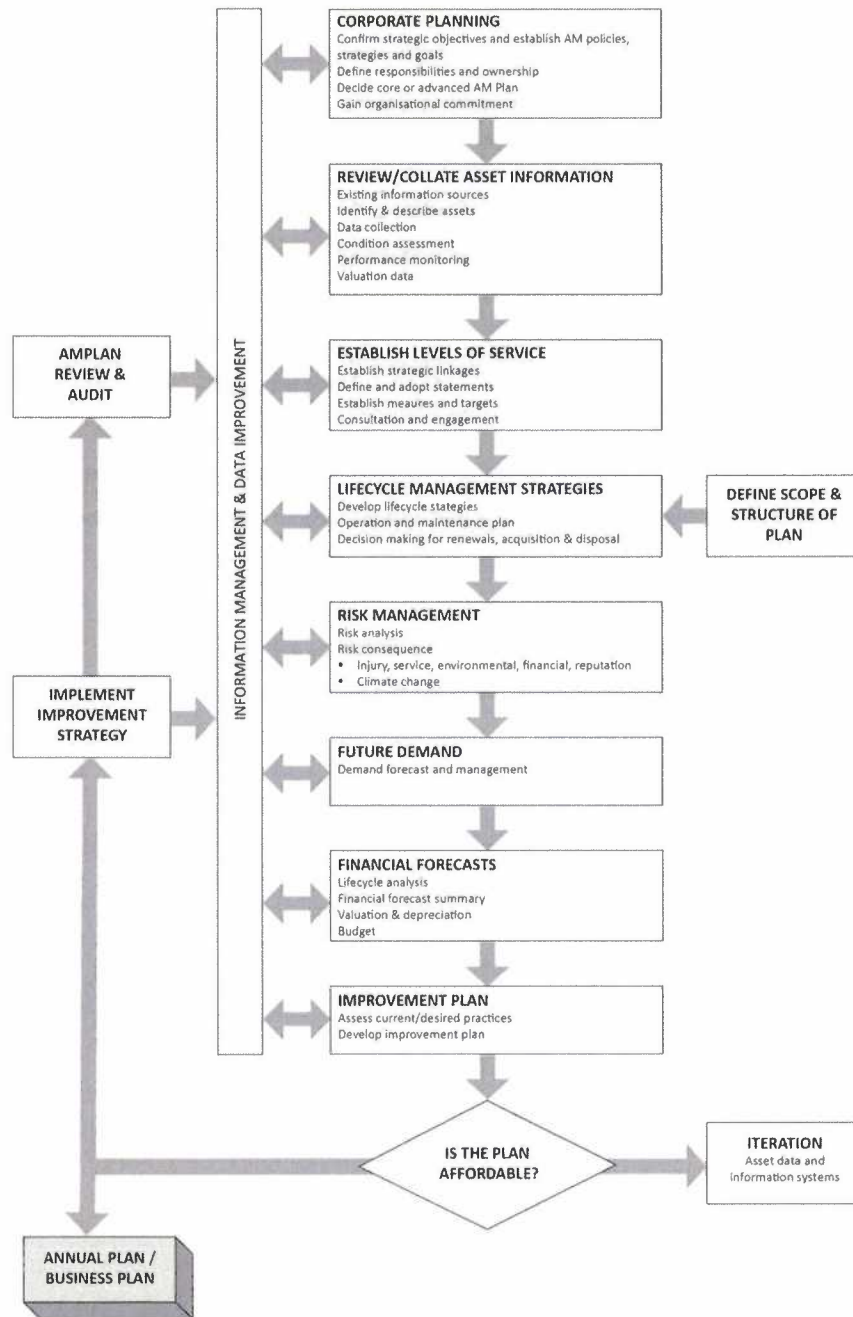 CORPORATE PLANNING
Confirm strategic objectives and establish AM policies,
strategies and goals
Define responsibilities and ownership
Decide core or advanced AM Plan
Gain organisational commitment
REVIEW/COLLATE ASSET INFORMATION
Existing information sources
Identify & describe assets
Data collection
Condition assessment
Performance monitoring
Valuation data
AMPLAN
REVIEW &
AUDIT
INFORMATION MANAGEMENT & DATA IMPROVEMENT
ESTABLISH LEVELS OF SERVICE
Establish strategic linkages
Define and adopt statements
Establish meaures and targets
Consultation and engagement
LIFECYCLE MANAGEMENT STRATEGIES
Develop lifecycle stategies
Operation and maintenance plan
Decision making for renewals, acquisition & disposal
DEFINE SCOPE &
STRUCTURE OF
PLAN
RISK MANAGEMENT
Risk analysis
Risk consequence
• Injury, service, environmental, financial, reputation
• Climate change
IMPLEMENT
IMPROVEMENT
STRATEGY
FUTURE DEMAND
Demand forecast and management
FINANCIAL FORECASTS
Lifecycle analysis
Financial forecast summary
Valuation & depreciation
Budget
IMPROVEMENT PLAN
Assess current/desired practices
Develop improvement plan
IS THE PLAN
AFFORDABLE?
ITERATION
Asset data and
information systems
ANNUAL PLAN /
BUSINESS PLAN